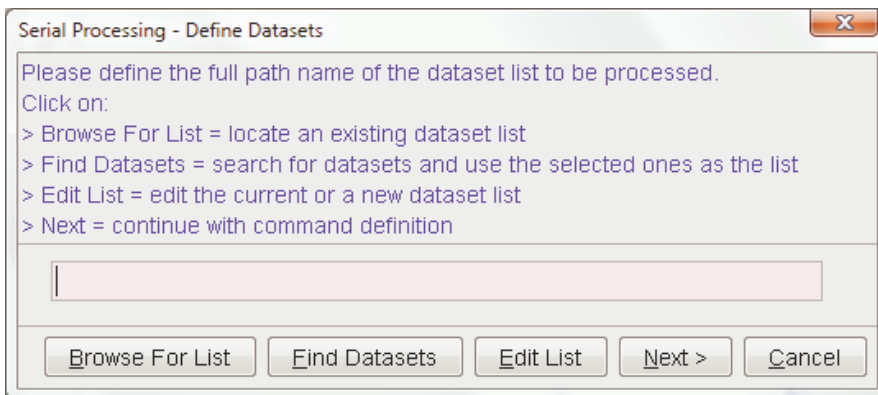 Serial Processing - Define Datasets
Please define the full path name of the dataset list to be processed.
Click on:
> Browse For List = locate an existing dataset list
> Find Datasets = search for datasets and use the selected ones as the list
> Edit List = edit the current or a new dataset list
> Next = continue with command definition
Browse For List Find Datasets Edit List Next > Cancel